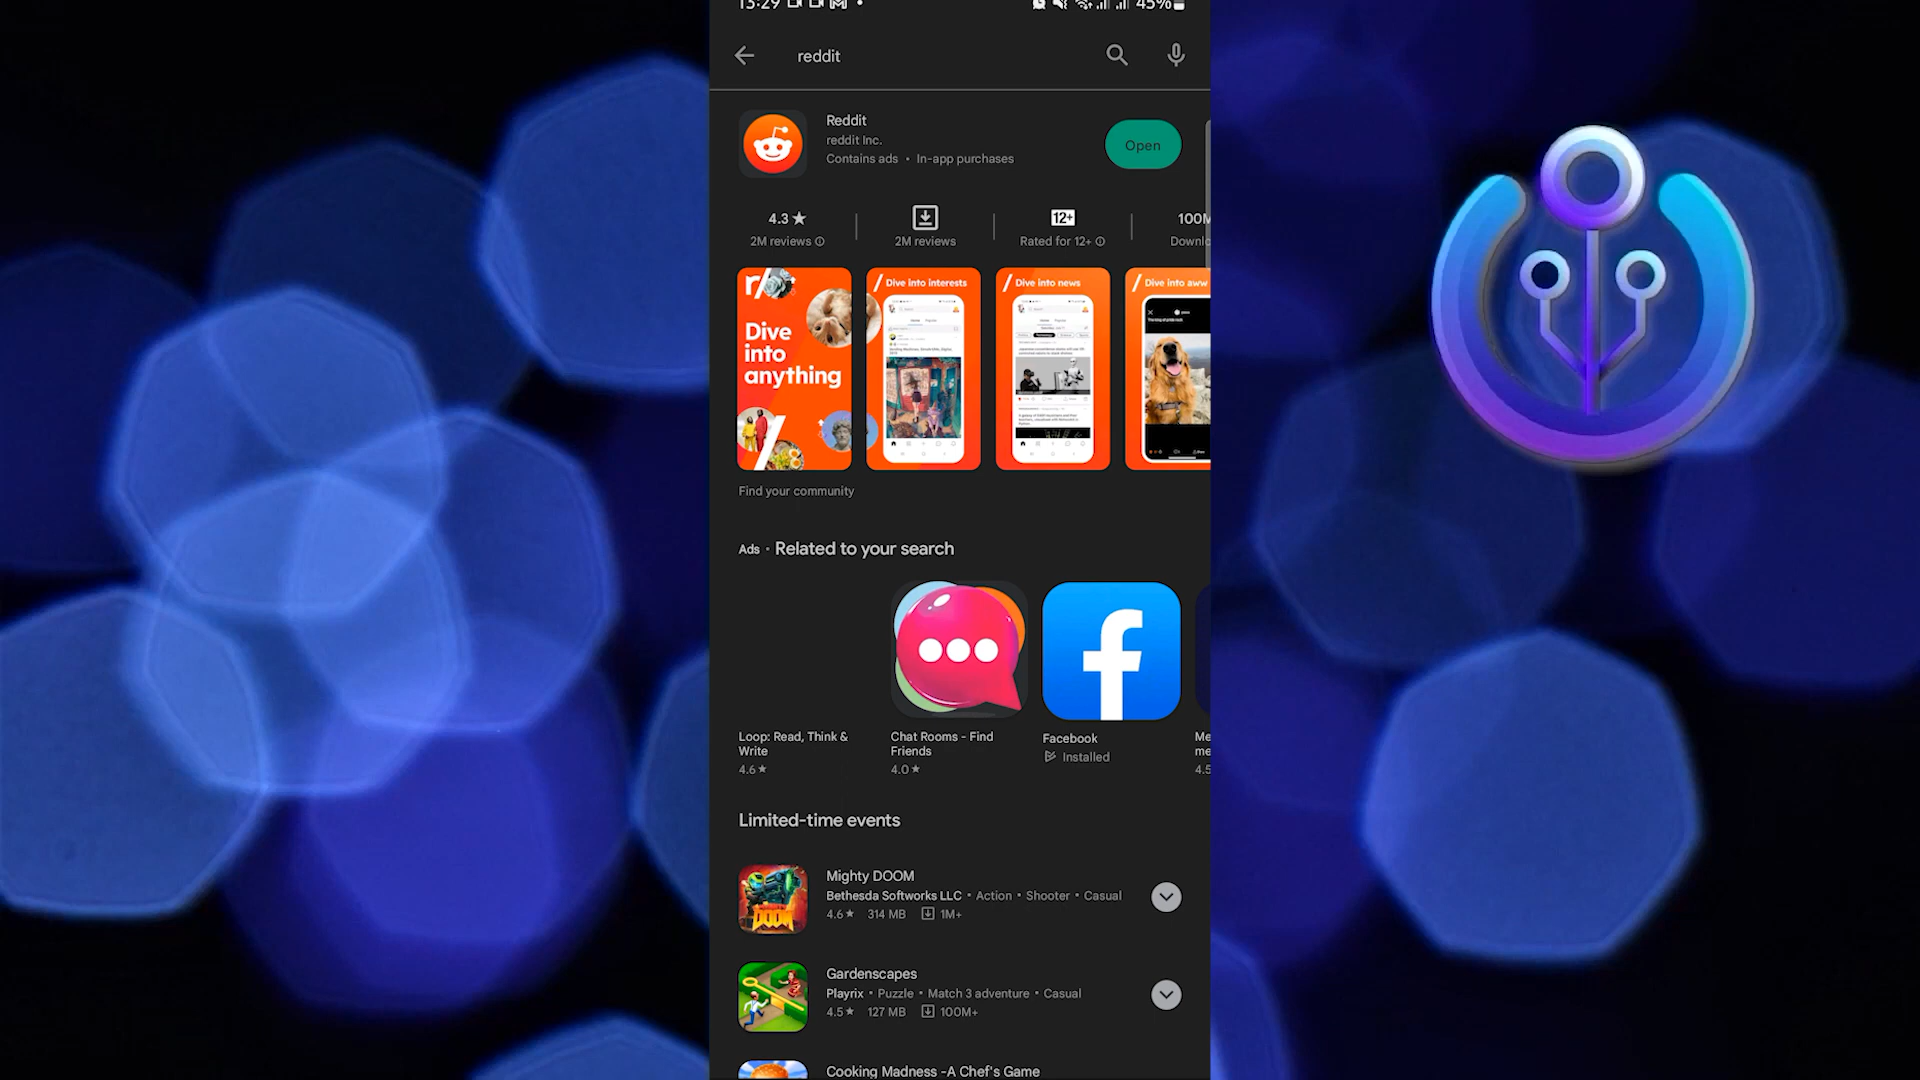 13:29 45%
reddit
Reddit
reddit Inc.
Contains ads • In-app purchases
Open
4.3★
2M reviews
2M reviews
12+
Rated for 12+
100M
Downlo
r/
Dive
into
anything
/ Dive into interests
/ Dive into news
/ Dive into aww
Find your community
Ads · Related to your search
Loop: Read, Think &
Write
4.6★
Chat Rooms - Find
Friends
4.0★
Facebook
Installed
Me
me
4.5
Limited-time events
Mighty DOOM
Bethesda Softworks LLC • Action • Shooter • Casual
4.6★ 314 MB 1M+
DOOM
Gardenscapes
Playrix • Puzzle • Match 3 adventure • Casual
4.5★ 127 MB 100M+
Cooking Madness -A Chef's Game